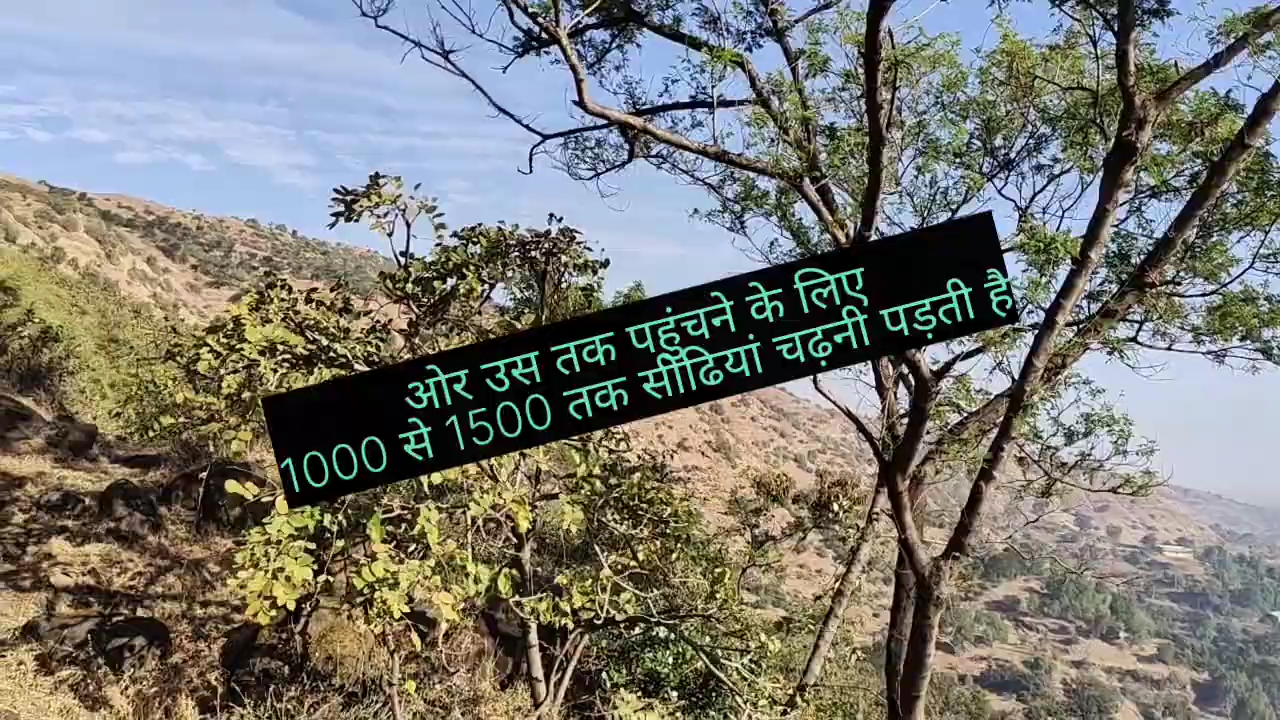 ओर उस तक पहुंचने के लिए
1000 से 1500 तक सीढियां चढ़नी पड़ती है